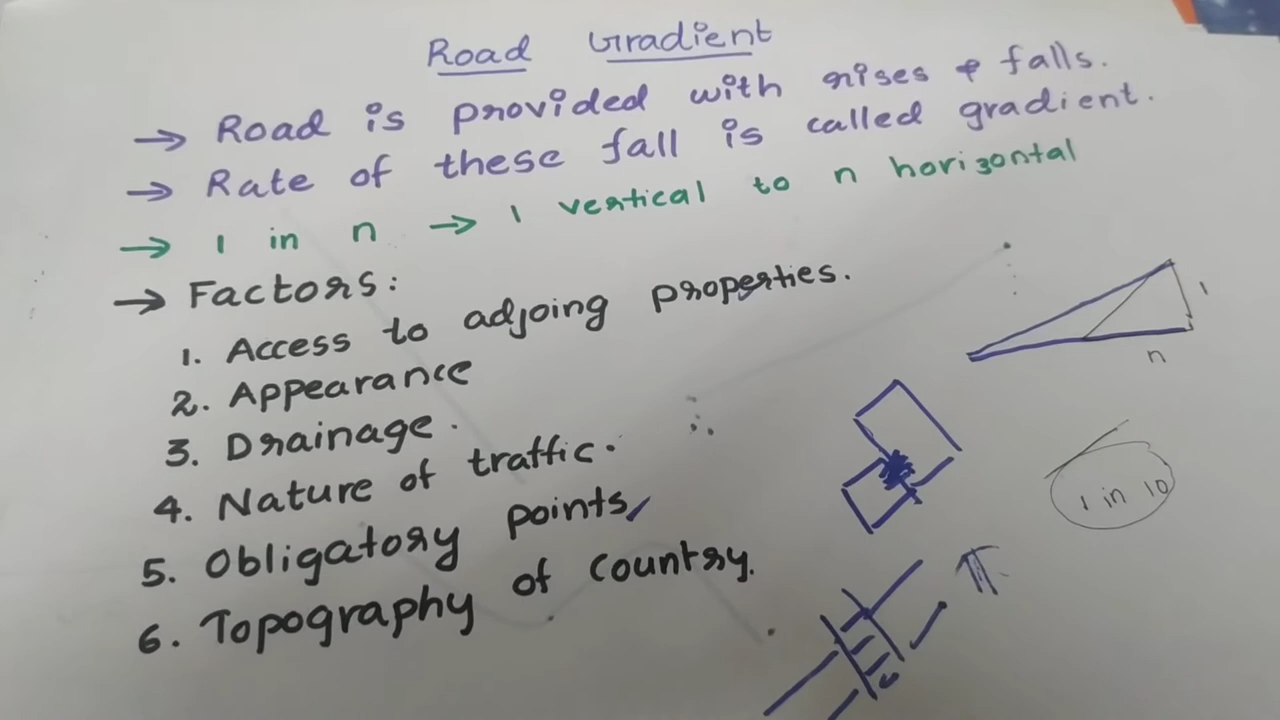 Road Gradient
→ Road is provided with rises & falls.
→ Rate of these fall is called gradient.
→ 1 in n → 1 vertical to n horizontal
→ Factors:
1. Access to adjoing properties.
2. Appearance
3. Drainage.
4. Nature of traffic.
5. Obligatory points
6. Topography of country.
1
n
1 in 10